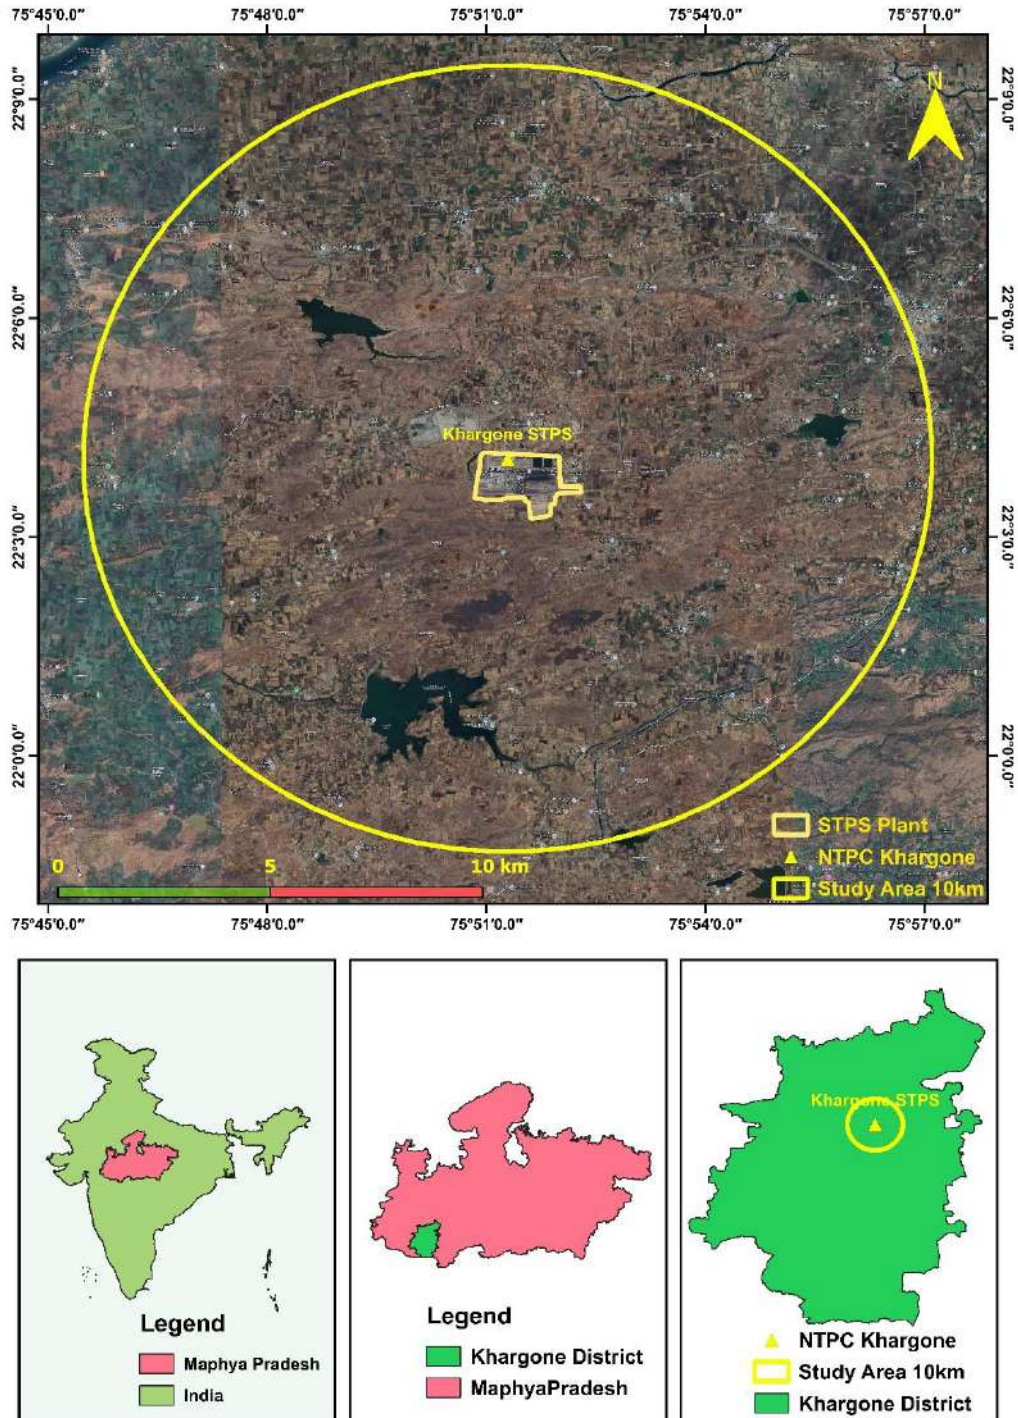 75°45'0.0" 75°48'0.0" 75°51'0.0" 75°54'0.0" 75°57'0.0"
22°9'0.0" 22°9'0.0"
N
22°6'0.0" 22°6'0.0"
Khargone STPS
22°3'0.0" 22°3'0.0"
22°0'0.0" 22°0'0.0"
STPS Plant
0 5 10 km
NTPC Khargone
Study Area 10km
75°45'0.0" 75°48'0.0" 75°51'0.0" 75°54'0.0" 75°57'0.0"
Legend
Maphya Pradesh
India
Legend
Khargone District
MaphyaPradesh
Khargone STPS
NTPC Khargone
Study Area 10km
Khargone District